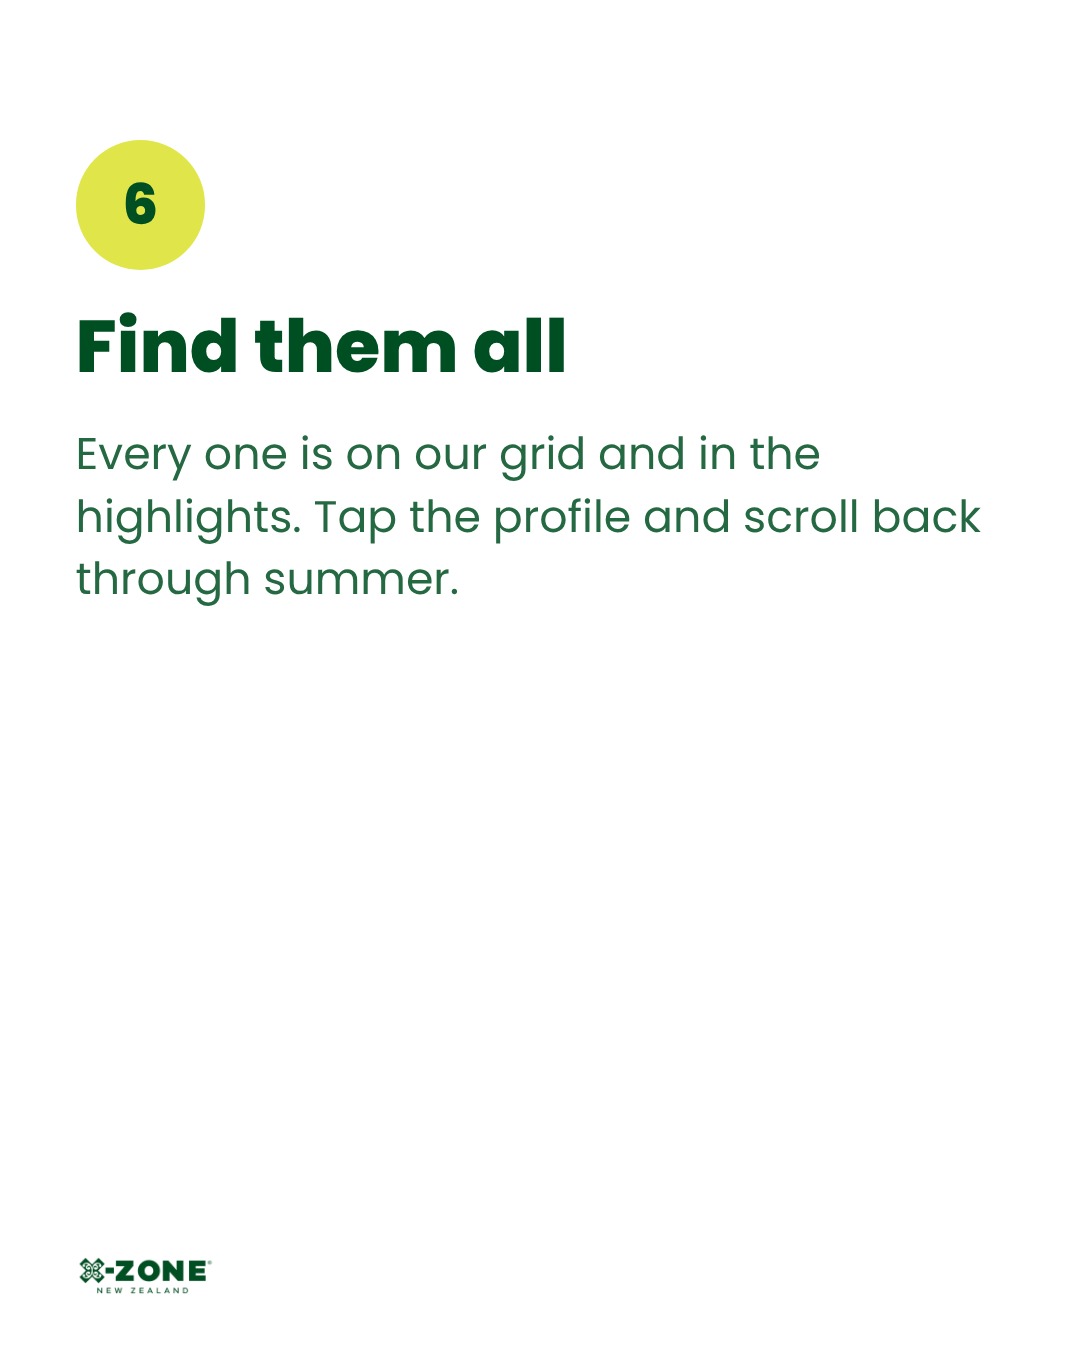 6
Find them all
Every one is on our grid and in the
highlights. Tap the profile and scroll back
through summer.
X-ZONE®
NEW ZEALAND